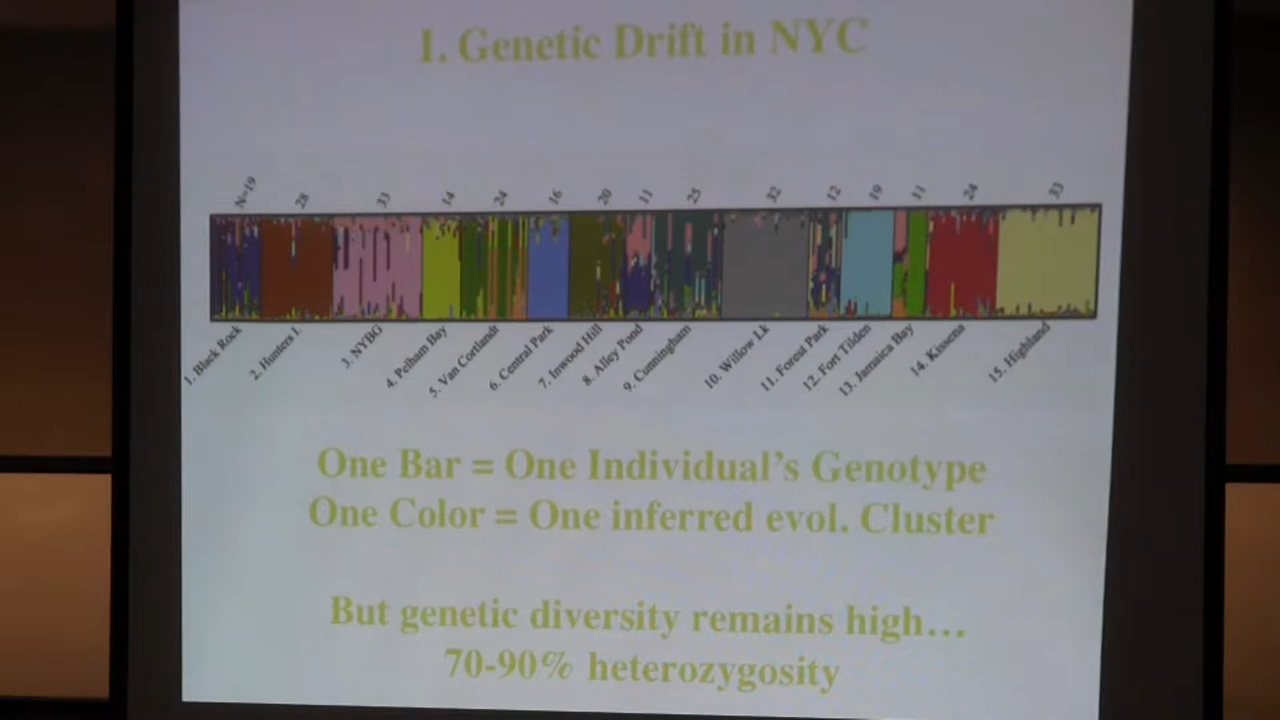 I. Genetic Drift in NYC
N=19 28 33 14 24 16 20 11 25 32 12 19 11 24 33
1. Black Rock 2. Hunters I. 3. NYBG 4. Pelham Bay 5. Van Cortlandt 6. Central Park 7. Inwood Hill 8. Alley Pond 9. Cunningham 10. Willow Lk 11. Forest Park 12. Fort Tilden 13. Jamaica Bay 14. Kissena 15. Highland
One Bar = One Individual's Genotype
One Color = One inferred evol. Cluster
But genetic diversity remains high…
70-90% heterozygosity